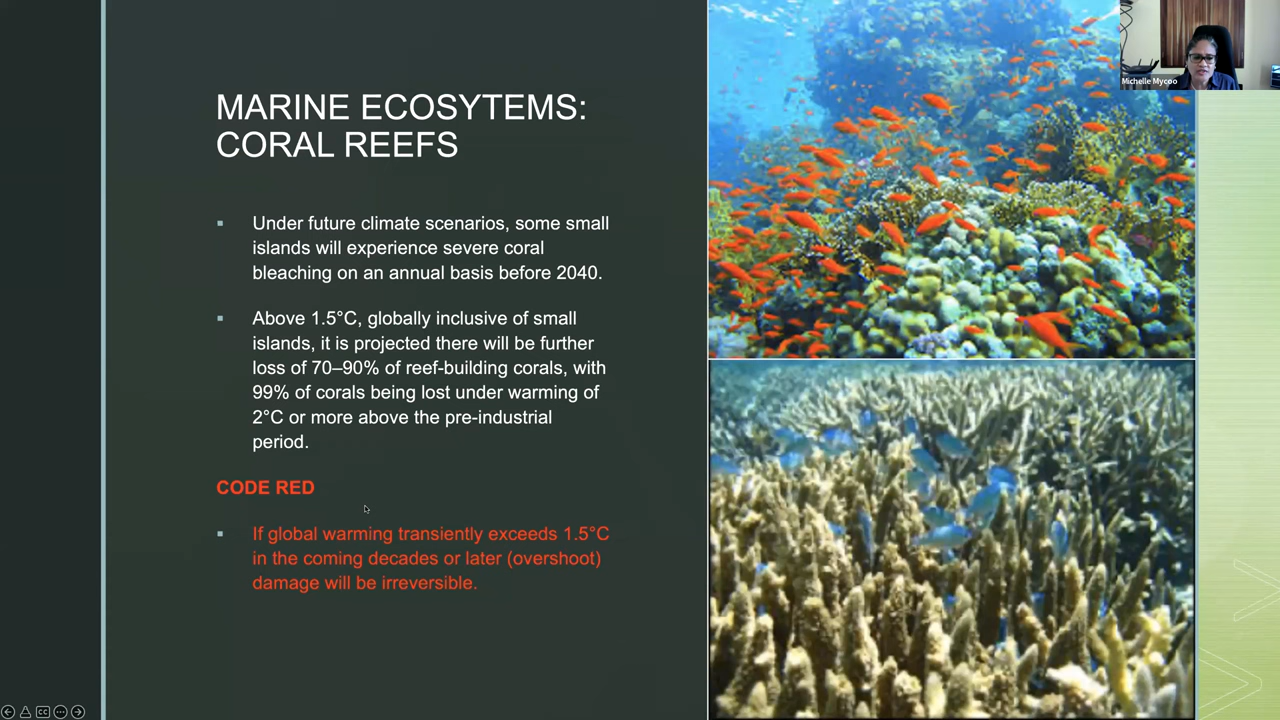 MARINE ECOSYTEMS:
CORAL REEFS
Under future climate scenarios, some small
islands will experience severe coral
bleaching on an annual basis before 2040.
Above 1.5°C, globally inclusive of small
islands, it is projected there will be further
loss of 70–90% of reef-building corals, with
99% of corals being lost under warming of
2°C or more above the pre-industrial
period.
CODE RED
If global warming transiently exceeds 1.5°C
in the coming decades or later (overshoot)
damage will be irreversible.
Michelle Mycoo
CC